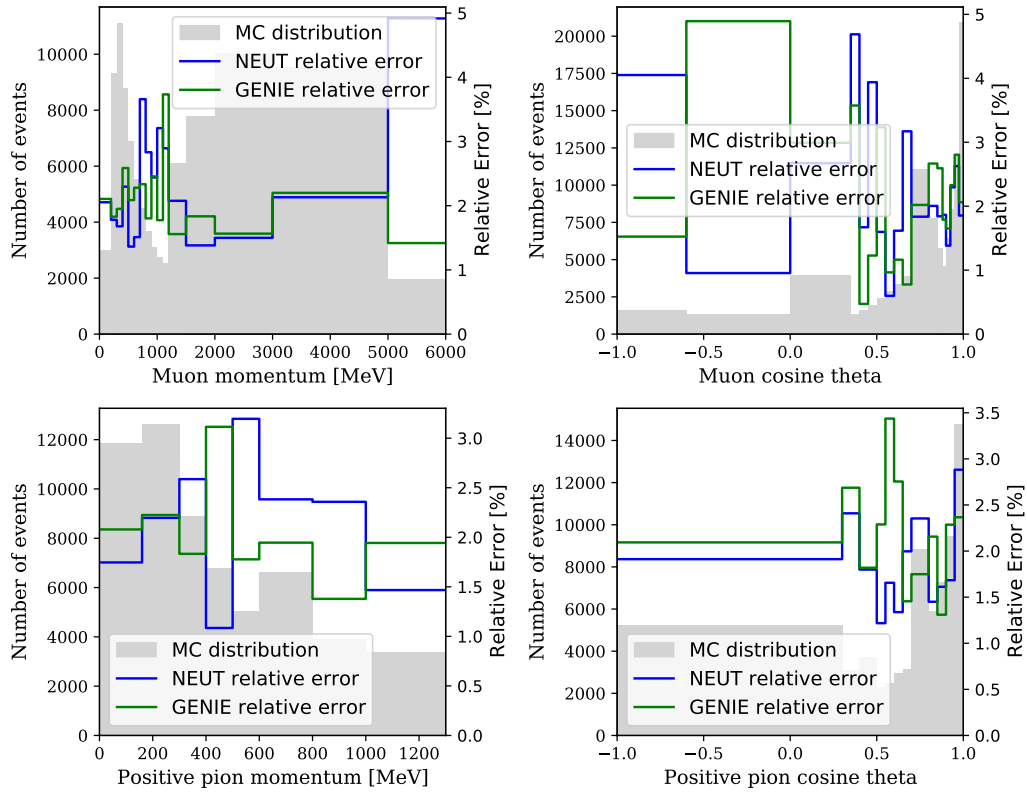 MC distribution
NEUT relative error
GENIE relative error
Number of events
Relative Error [%]
0
2000
4000
6000
8000
10000
0
1
2
3
4
5
0 1000 2000 3000 4000 5000 6000
Muon momentum [MeV]
MC distribution
NEUT relative error
GENIE relative error
Number of events
Relative Error [%]
0
2500
5000
7500
10000
12500
15000
17500
20000
0
1
2
3
4
5
−1.0 −0.5 0.0 0.5 1.0
Muon cosine theta
MC distribution
NEUT relative error
GENIE relative error
Number of events
Relative Error [%]
0
2000
4000
6000
8000
10000
12000
0.0
0.5
1.0
1.5
2.0
2.5
3.0
0 200 400 600 800 1000 1200
Positive pion momentum [MeV]
MC distribution
NEUT relative error
GENIE relative error
Number of events
Relative Error [%]
0
2000
4000
6000
8000
10000
12000
14000
0.0
0.5
1.0
1.5
2.0
2.5
3.0
3.5
−1.0 −0.5 0.0 0.5 1.0
Positive pion cosine theta